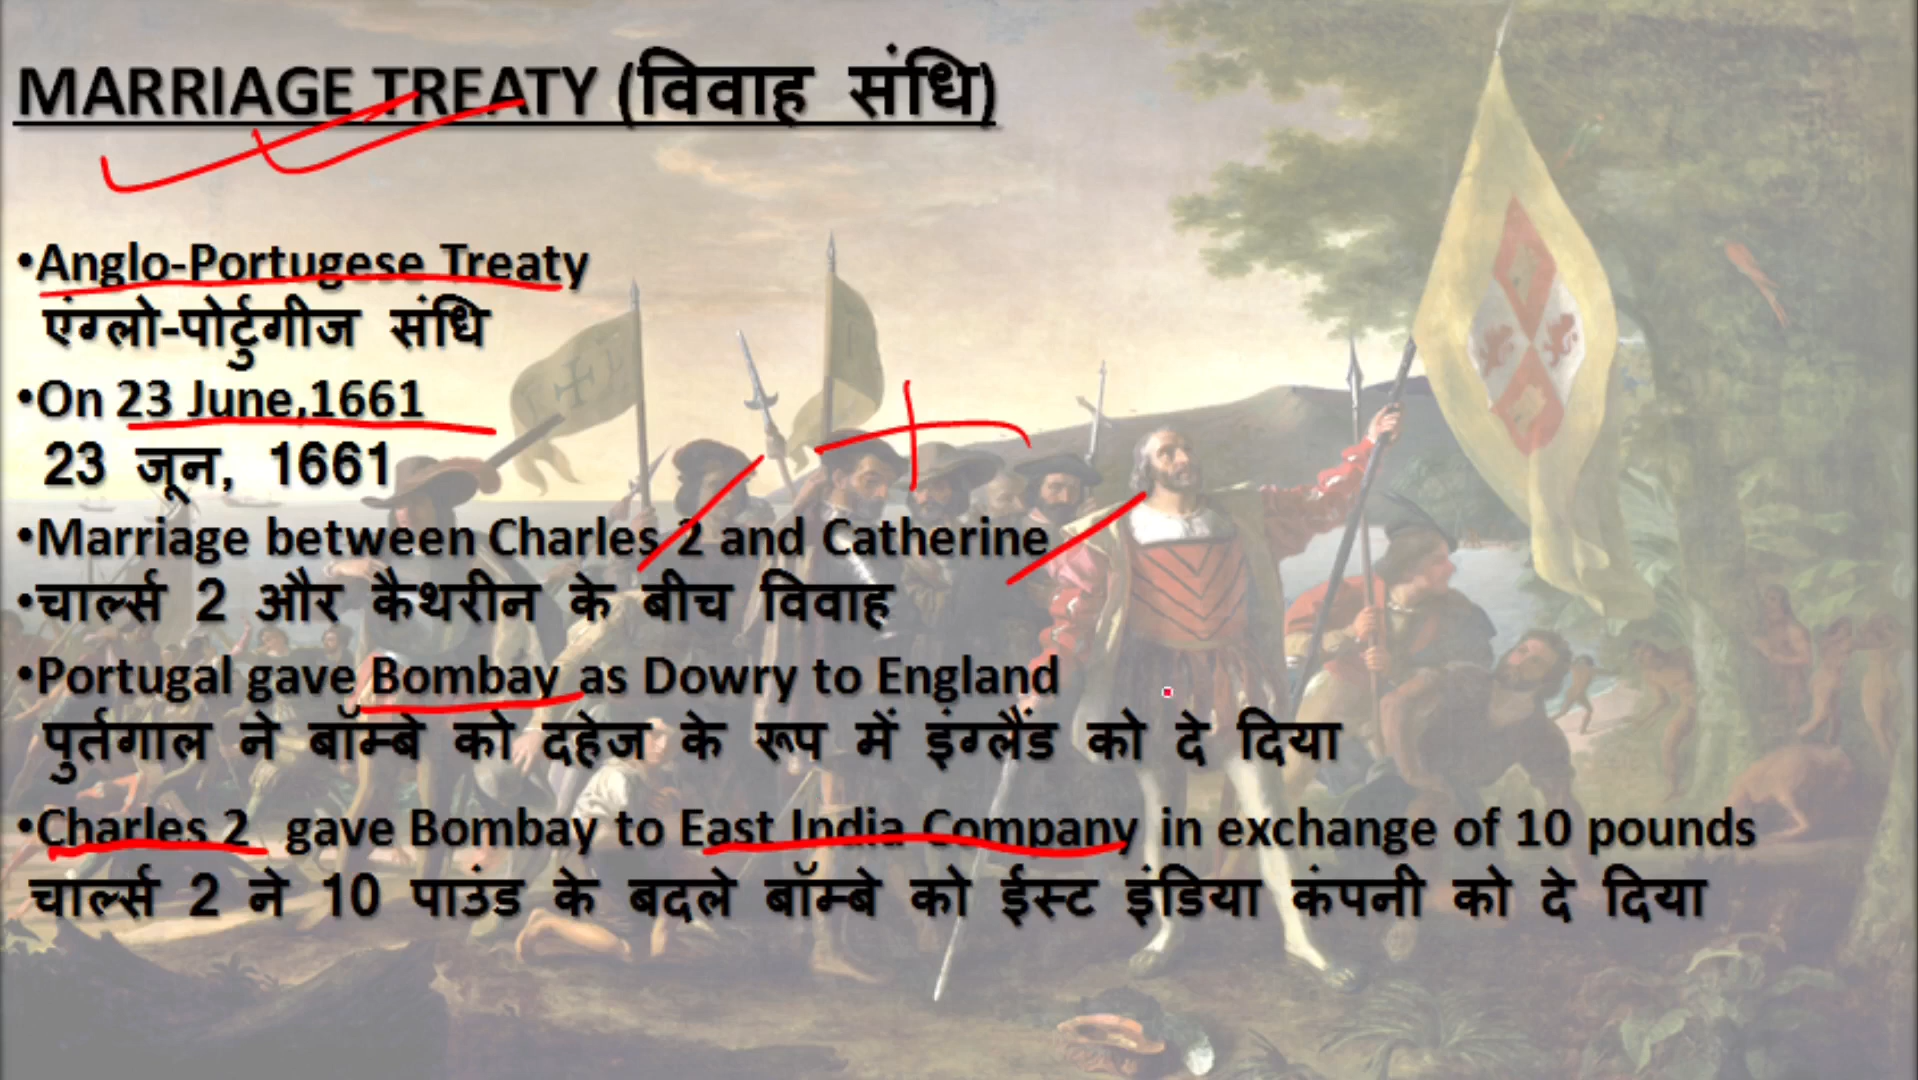 MARRIAGE TREATY (विवाह संधि)
•Anglo-Portugese Treaty
एंग्लो-पोर्टुगीज संधि
•On 23 June,1661
23 जून, 1661
•Marriage between Charles 2 and Catherine
•चार्ल्स 2 और कैथरीन के बीच विवाह
•Portugal gave Bombay as Dowry to England
पुर्तगाल ने बॉम्बे को दहेज के रूप में इंग्लैंड को दे दिया
•Charles 2 gave Bombay to East India Company in exchange of 10 pounds
चार्ल्स 2 ने 10 पाउंड के बदले बॉम्बे को ईस्ट इंडिया कंपनी को दे दिया